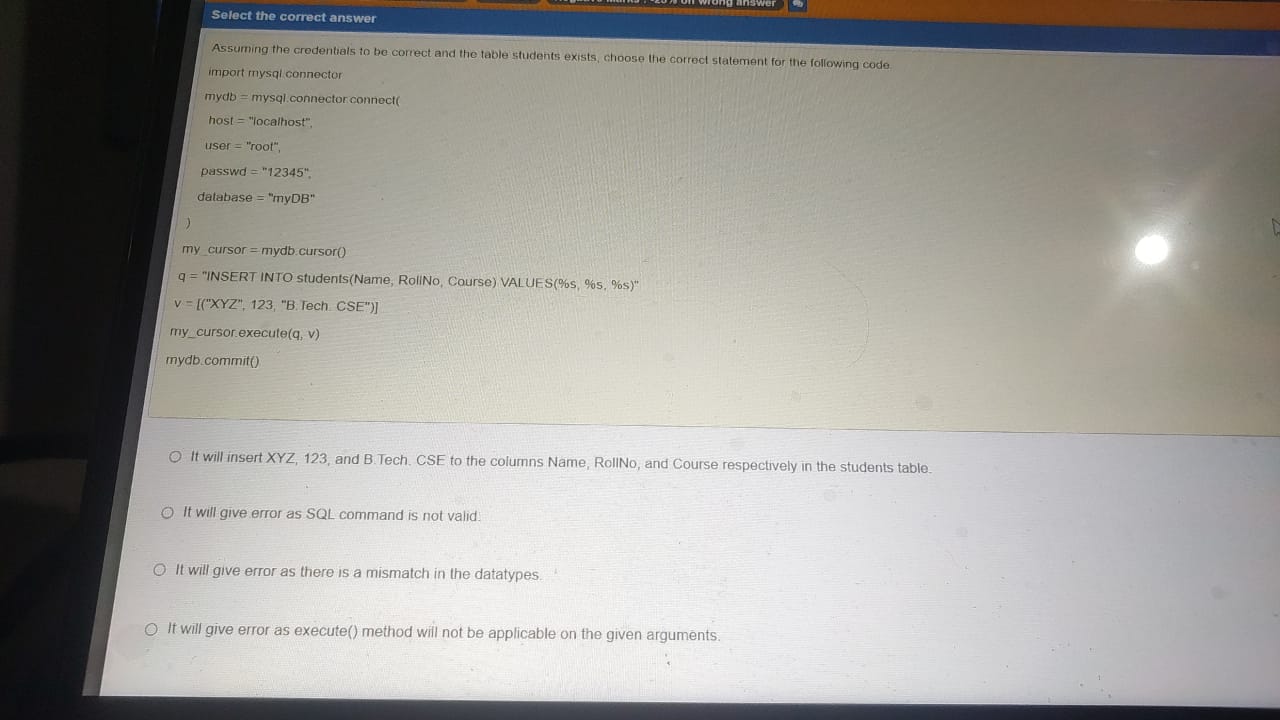 wrong answer
Select the correct answer
Assuming the credentials to be correct and the table students exists, choose the correct statement for the following code.
import mysql.connector
mydb = mysql.connector.connect(
host = "localhost",
user = "root",
passwd = "12345",
database = "myDB"
)
my_cursor = mydb.cursor()
q = "INSERT INTO students(Name, RollNo, Course) VALUES(%s, %s, %s)"
v = [("XYZ", 123, "B.Tech. CSE")]
my_cursor.execute(q, v)
mydb.commit()
It will insert XYZ, 123, and B.Tech. CSE to the columns Name, RollNo, and Course respectively in the students table.
It will give error as SQL command is not valid.
It will give error as there is a mismatch in the datatypes.
It will give error as execute() method will not be applicable on the given arguments.